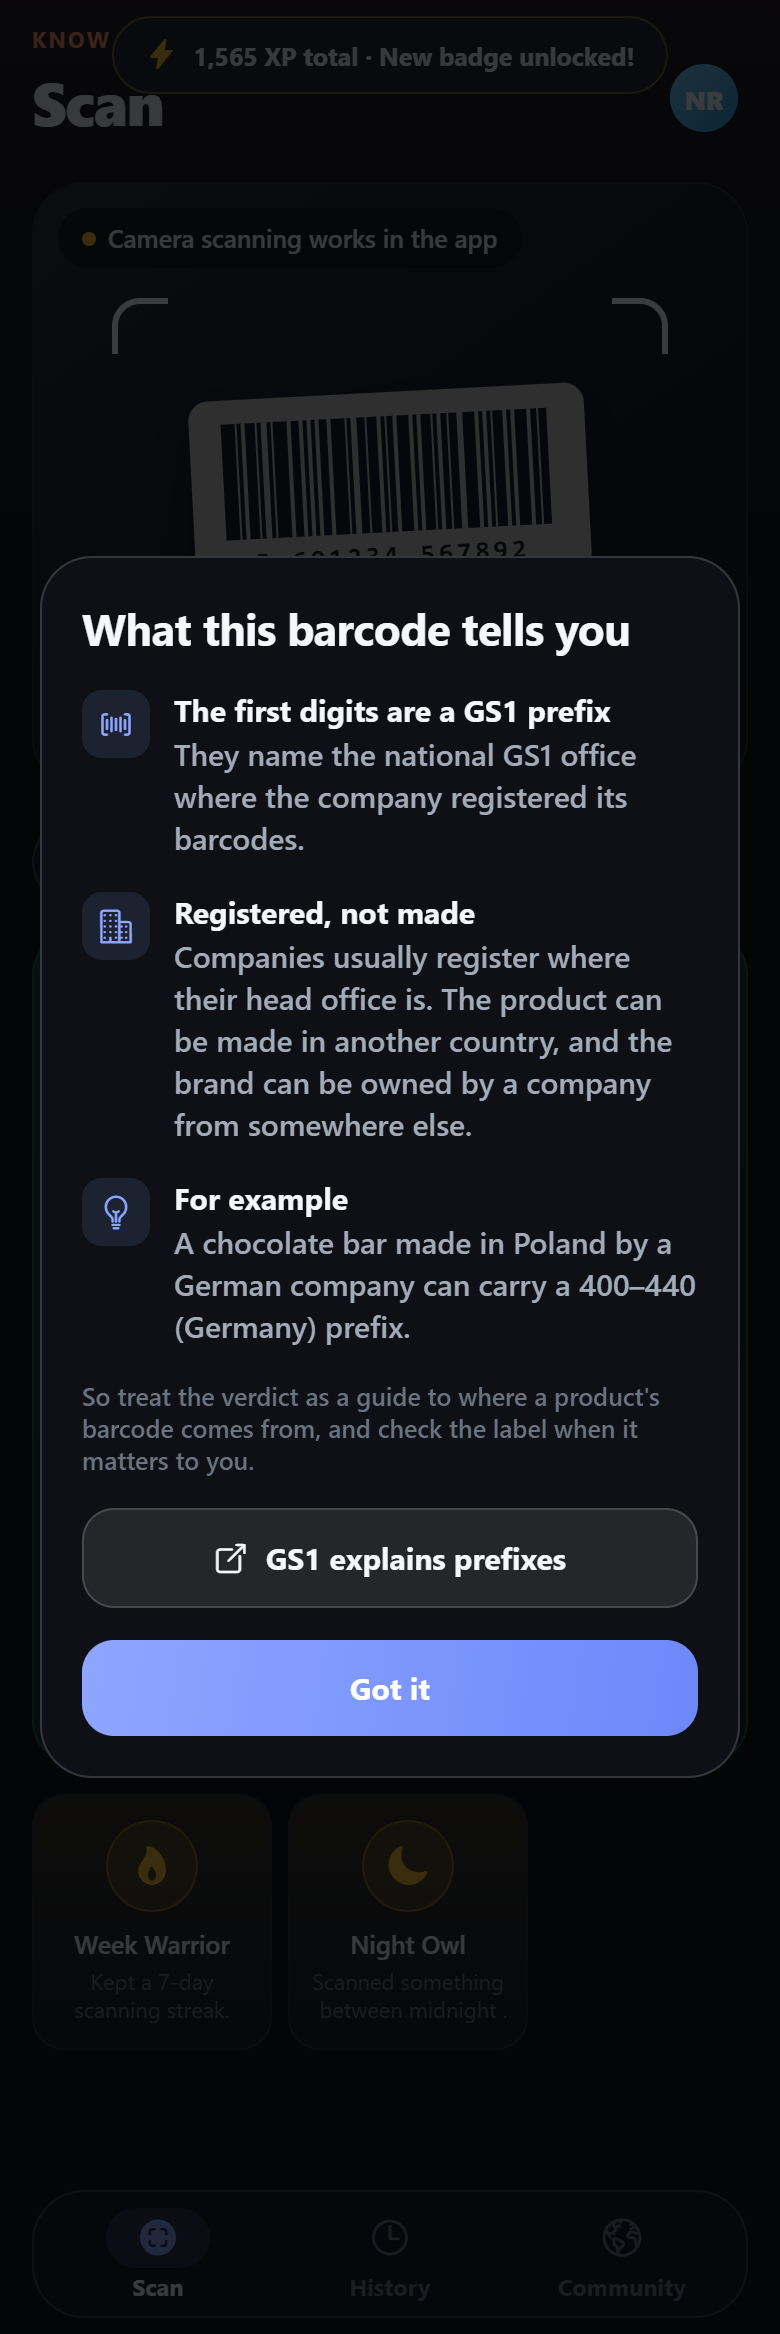 KNOW
1,565 XP total · New badge unlocked!
Scan
NR
Camera scanning works in the app
601234 567892
What this barcode tells you
The first digits are a GS1 prefix
They name the national GS1 office
where the company registered its
barcodes.
Registered, not made
Companies usually register where
their head office is. The product can
be made in another country, and the
brand can be owned by a company
from somewhere else.
For example
A chocolate bar made in Poland by a
German company can carry a 400–440
(Germany) prefix.
So treat the verdict as a guide to where a product's
barcode comes from, and check the label when it
matters to you.
GS1 explains prefixes
Got it
Week Warrior
Kept a 7-day
scanning streak.
Night Owl
Scanned something
between midnight .
Scan
History
Community